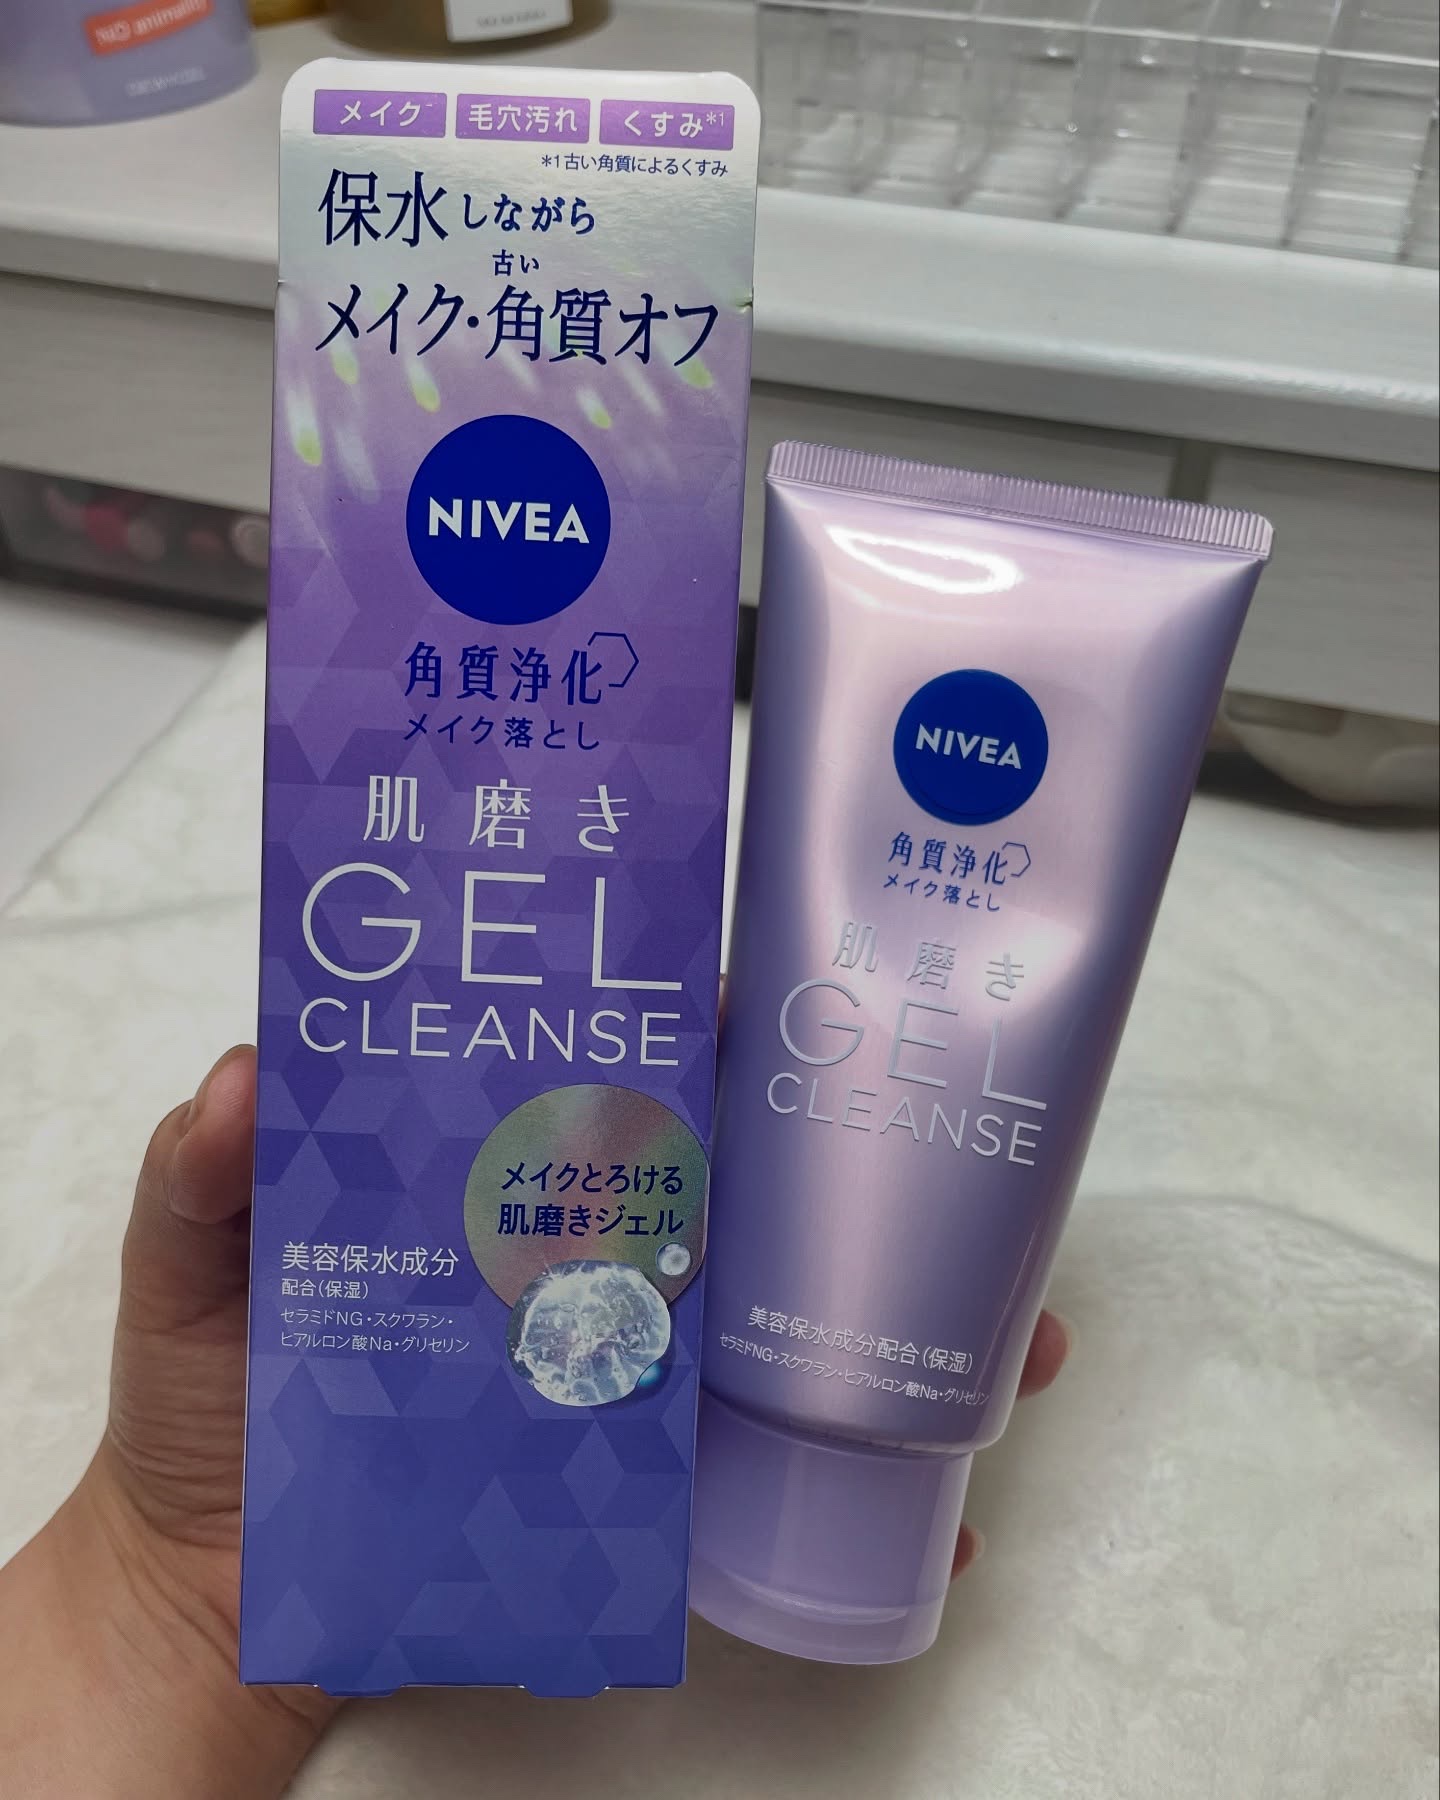 メイク
毛穴汚れ
くすみ*1
*1古い角質によるくすみ
保水しながら
古い
メイク・角質オフ
NIVEA
角質浄化
メイク落とし
肌磨き
GEL
CLEANSE
メイクとろける
肌磨きジェル
美容保水成分
配合(保湿)
セラミドNG・スクワラン・
ヒアルロン酸Na・グリセリン
NIVEA
角質浄化
メイク落とし
肌磨き
GEL
CLEANSE
美容保水成分配合(保湿)
セラミドNG・スクワラン・ヒアルロン酸Na・グリセリン